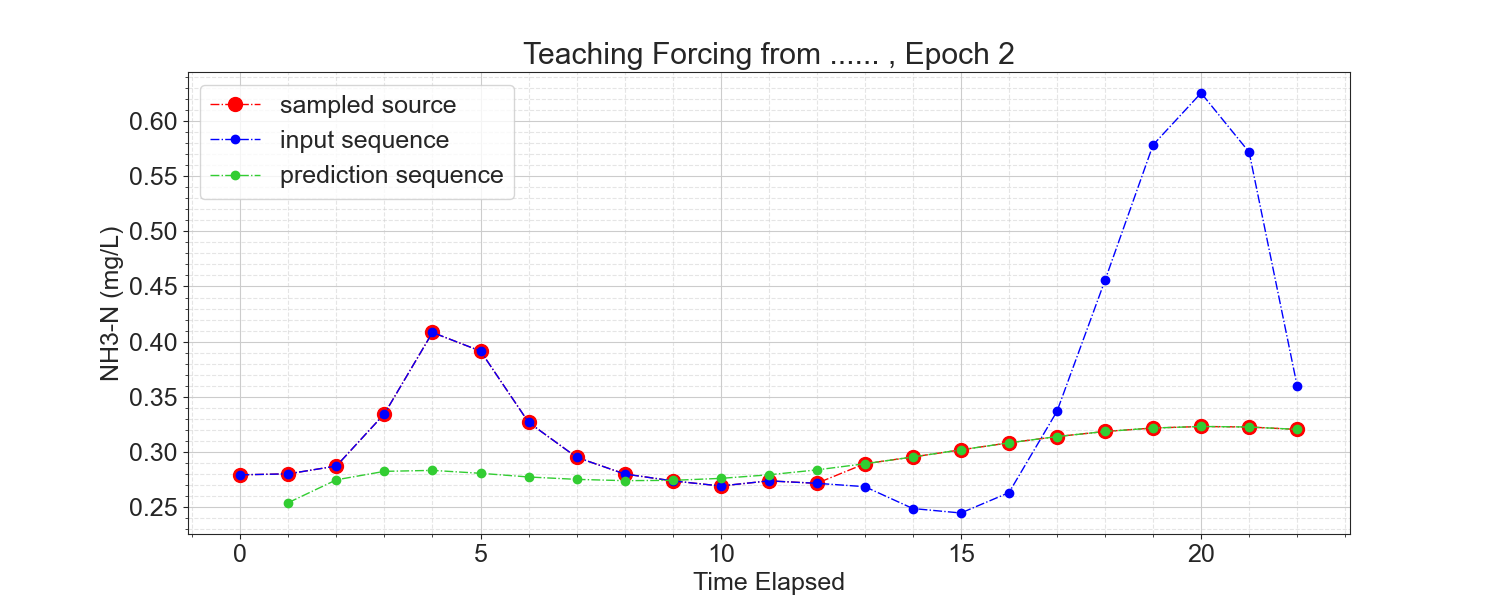 Teaching Forcing from ...... , Epoch 2
sampled source
input sequence
prediction sequence
NH3-N (mg/L)
0.60
0.55
0.50
0.45
0.40
0.35
0.30
0.25
0 5 10 15 20
Time Elapsed